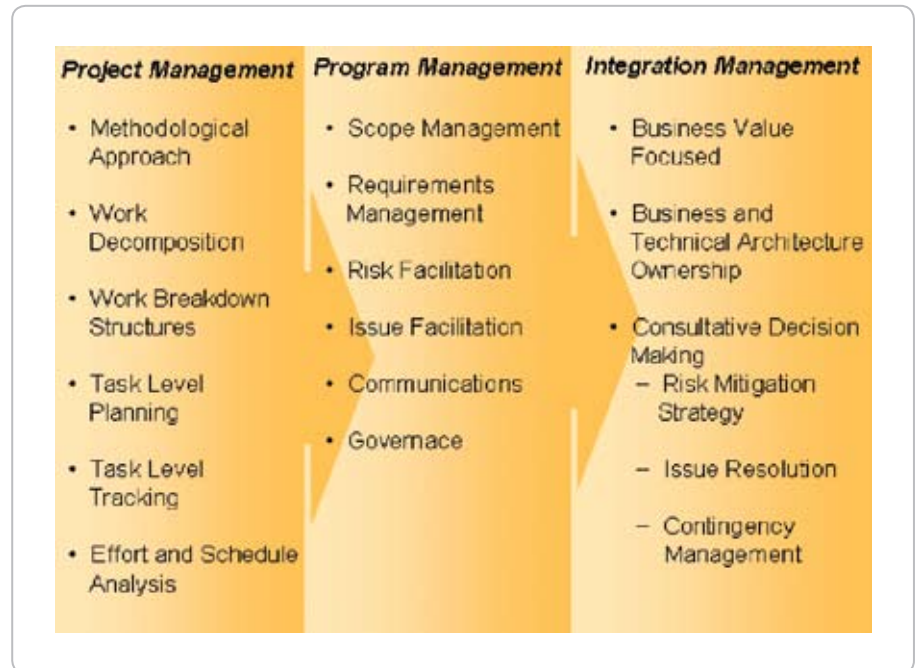 Project Management
• Methodological
Approach
• Work
Decomposition
• Work Breakdown
Structures
• Task Level
Planning
• Task Level
Tracking
• Effort and Schedule
Analysis
Program Management
• Scope Management
• Requirements
Management
• Risk Facilitation
• Issue Facilitation
• Communications
• Governace
Integration Management
• Business Value
Focused
• Business and
Technical Architecture
Ownership
• Consultative Decision
Making
– Risk Mitigation
Strategy
– Issue Resolution
– Contingency
Management